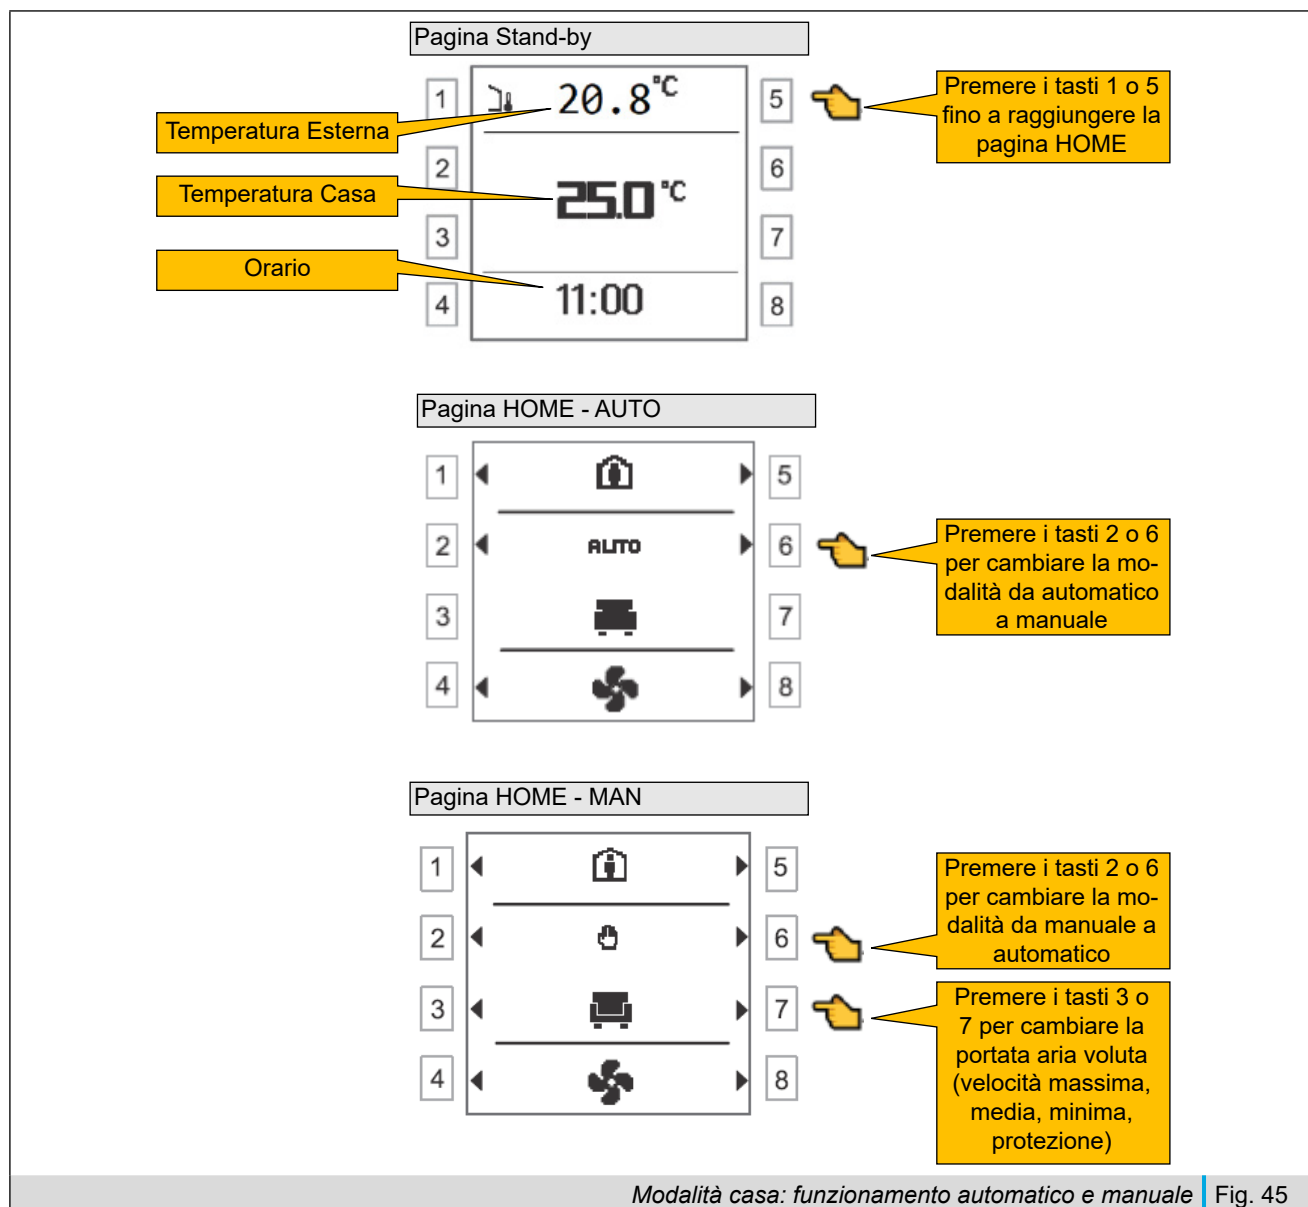 Pagina Stand-by
1
20.8°C
5
Premere i tasti 1 o 5
fino a raggiungere la
pagina HOME
Temperatura Esterna
2
6
Temperatura Casa
25.0°C
3
7
Orario
4
11:00
8
Pagina HOME - AUTO
1
5
2
AUTO
6
Premere i tasti 2 o 6
per cambiare la mo-
dalità da automatico
a manuale
3
7
4
8
Pagina HOME - MAN
1
5
Premere i tasti 2 o 6
per cambiare la mo-
dalità da manuale a
automatico
2
6
3
7
Premere i tasti 3 o
7 per cambiare la
portata aria voluta
(velocità massima,
media, minima,
protezione)
4
8
Modalità casa: funzionamento automatico e manuale Fig. 45